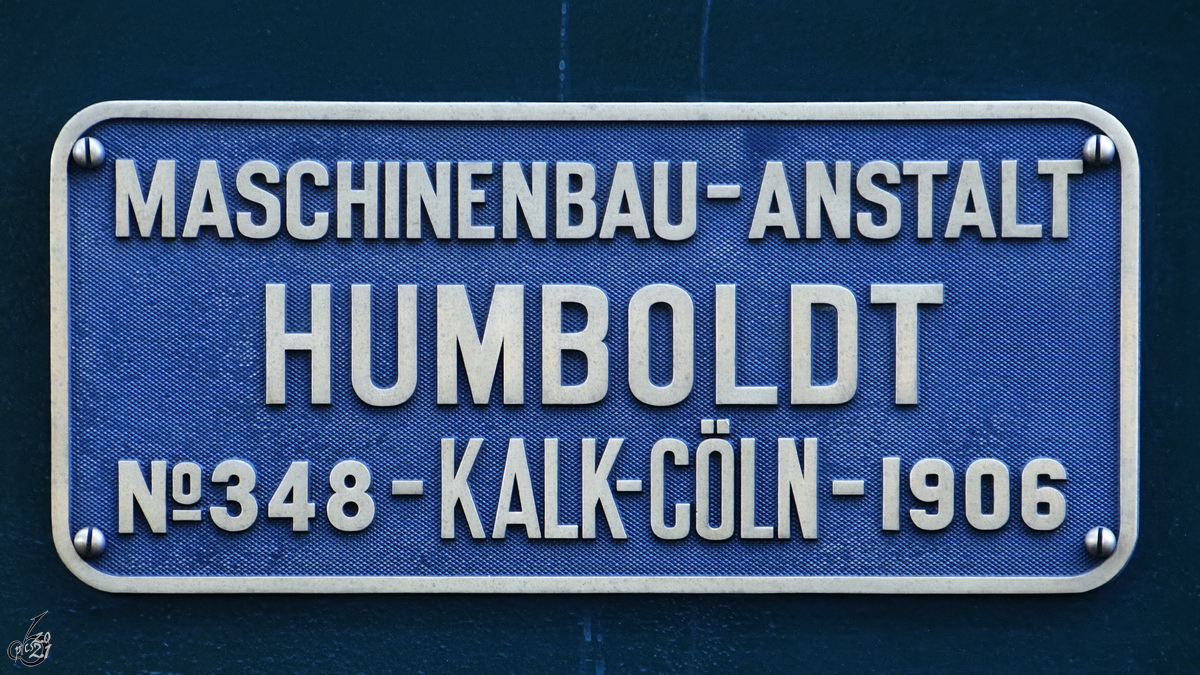 MASCHINENBAU-ANSTALT
HUMBOLDT
Nº348-KALK-CÖLN-1906